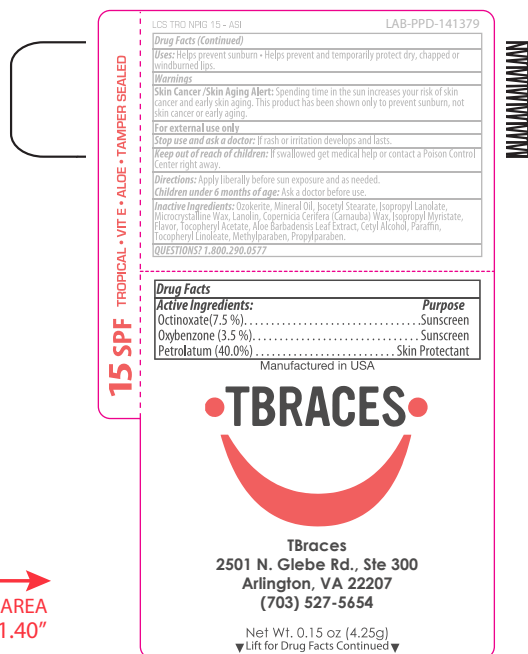 LCS TRO NPIG 15 - ASI
LAB-PPD-141379
Drug Facts (Continued)
Uses: Helps prevent sunburn • Helps prevent and temporarily protect dry, chapped or
windburned lips.
Warnings
Skin Cancer /Skin Aging Alert: Spending time in the sun increases your risk of skin
cancer and early skin aging. This product has been shown only to prevent sunburn, not
skin cancer or early aging.
For external use only
Stop use and ask a doctor: If rash or irritation develops and lasts.
Keep out of reach of children: If swallowed get medical help or contact a Poison Control
Center right away.
Directions: Apply liberally before sun exposure and as needed.
Children under 6 months of age: Ask a doctor before use.
Inactive Ingredients: Ozokerite, Mineral Oil, Isocetyl Stearate, Isopropyl Lanolate,
Microcrystalline Wax, Lanolin, Copernicia Cerifera (Carnauba) Wax, Isopropyl Myristate,
Flavor, Tocopheryl Acetate, Aloe Barbadensis Leaf Extract, Cetyl Alcohol, Paraffin,
Tocopheryl Linoleate, Methylparaben, Propylparaben.
QUESTIONS? 1.800.290.0577
15 SPF TROPICAL • VIT E • ALOE • TAMPER SEALED
Drug Facts
Active Ingredients: Purpose
Octinoxate(7.5 %)..............................Sunscreen
Oxybenzone (3.5 %)............................Sunscreen
Petrolatum (40.0%) ........................ Skin Protectant
Manufactured in USA
•TBRACES•
TBraces
2501 N. Glebe Rd., Ste 300
Arlington, VA 22207
(703) 527-5654
Net Wt. 0.15 oz (4.25g)
▼Lift for Drug Facts Continued▼
AREA
1.40”